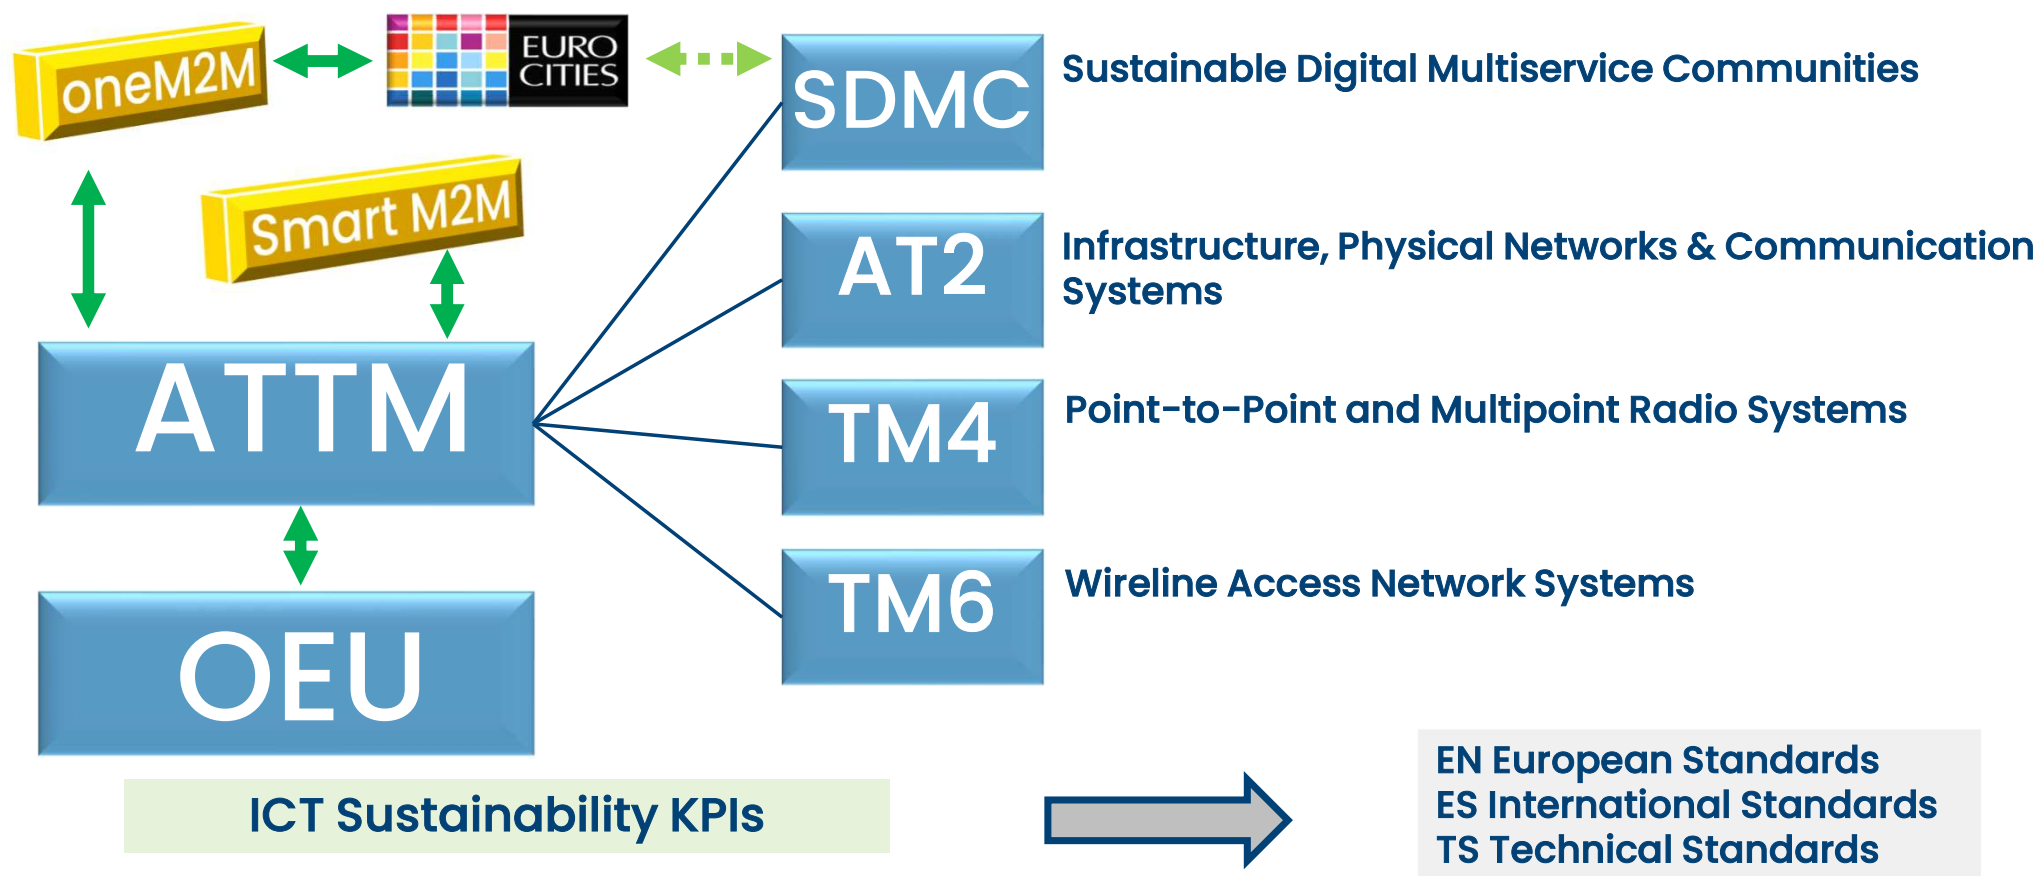 oneM2M
EURO
CITIES
SDMC
Sustainable Digital Multiservice Communities
Smart M2M
AT2
Infrastructure, Physical Networks & Communication
Systems
ATTM
TM4
Point-to-Point and Multipoint Radio Systems
TM6
Wireline Access Network Systems
OEU
ICT Sustainability KPIs
EN European Standards
ES International Standards
TS Technical Standards